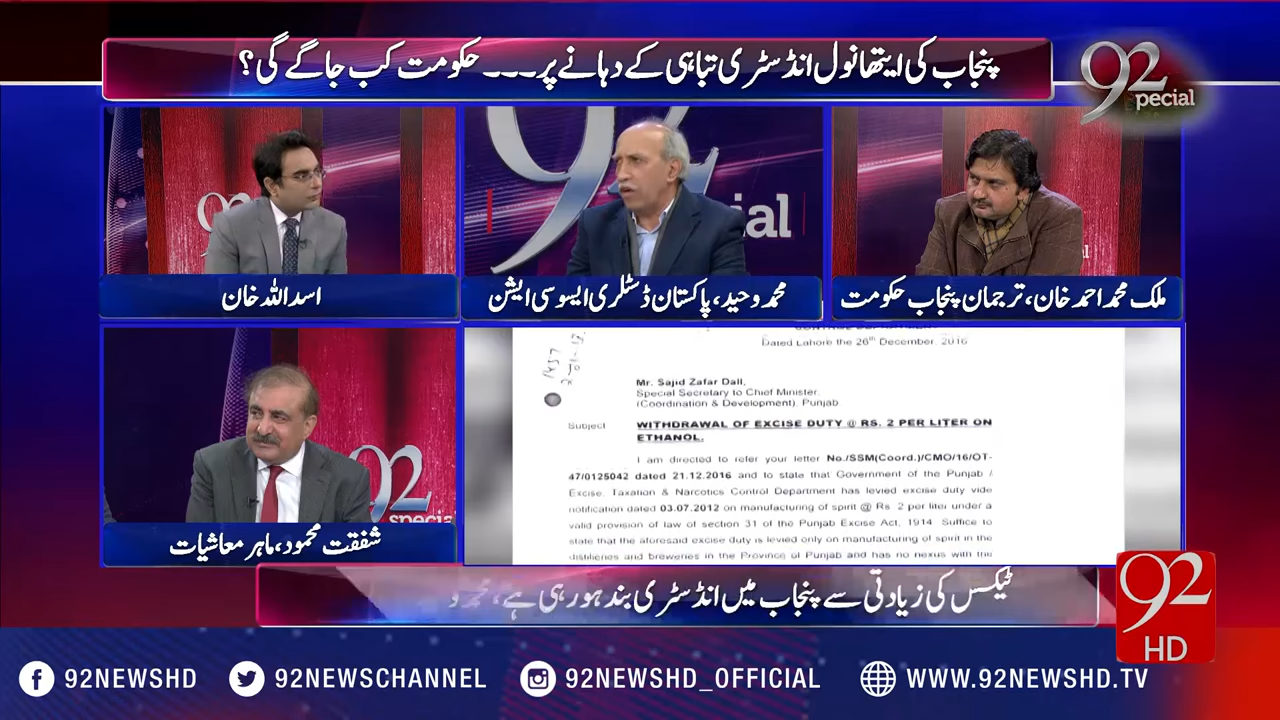 پنجاب کی ایتھانول انڈسٹری تباہی کے دہانے پر۔۔۔ حکومت کب جاگے گی؟
92 Special
اسد اللہ خان
محمد وحید، پاکستان ڈسٹلری ایسوسی ایشن
ملک محمد احمد خان، ترجمان پنجاب حکومت
شفقت محمود، ماہر معاشیات
Dated Lahore the 26th December, 2016
Mr. Sajid Zafar Dall,
Special Secretary to Chief Minister,
(Coordination & Development), Punjab
Subject WITHDRAWAL OF EXCISE DUTY @ RS. 2 PER LITER ON
ETHANOL.
I am directed to refer your letter No./SSM(Coord.)/CMO/16/OT-
47/0125042 dated 21.12.2016 and to state that Government of the Punjab /
Excise, Taxation & Narcotics Control Department has levied excise duty vide
notification dated 03.07.2012 on manufacturing of spirit @ Rs. 2 per liter under a
valid provision of law of section 31 of the Punjab Excise Act, 1914. Suffice to
state that the aforesaid excise duty is levied only on manufacturing of spirit in the
distilleries and breweries in the Province of Punjab and has no nexus with the
ٹیکس کی زیادتی سے پنجاب میں انڈسٹری بند ہو رہی ہے، محمد و
92 HD
92NEWSHD
92NEWSCHANNEL
92NEWSHD_OFFICIAL
WWW.92NEWSHD.TV